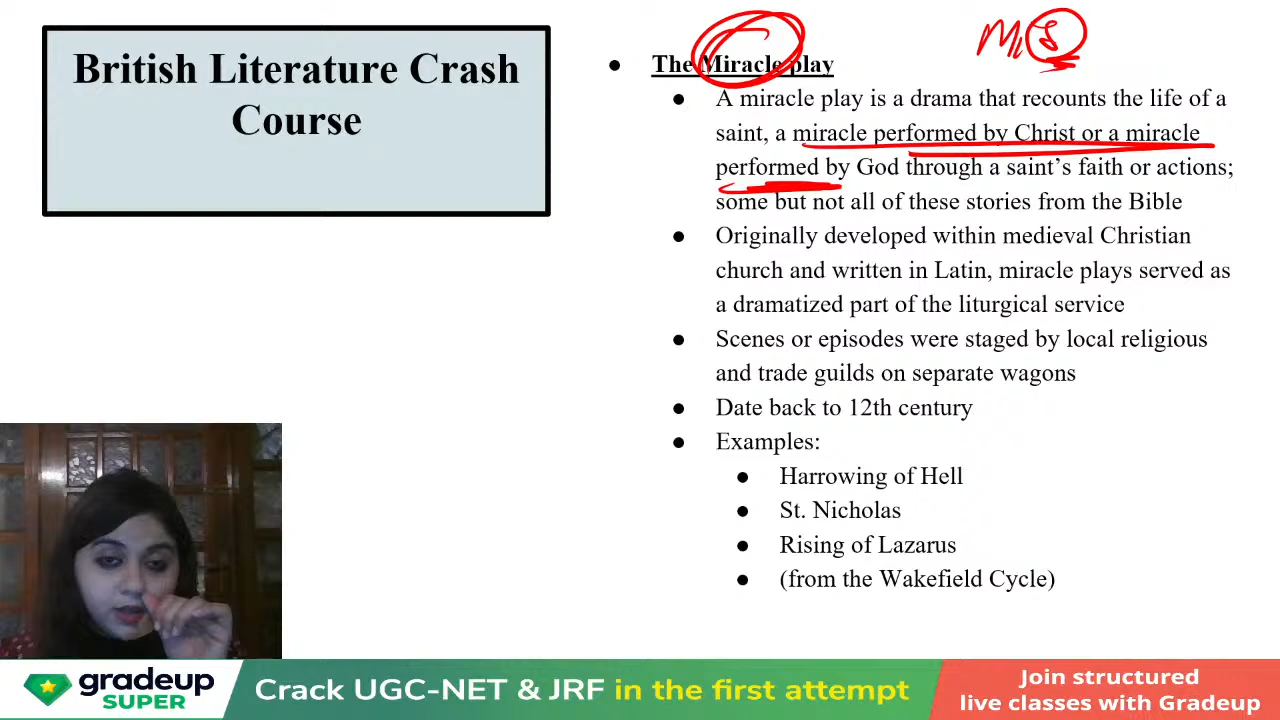 British Literature Crash
Course
● The Miracle play
● A miracle play is a drama that recounts the life of a
saint, a miracle performed by Christ or a miracle
performed by God through a saint's faith or actions;
some but not all of these stories from the Bible
● Originally developed within medieval Christian
church and written in Latin, miracle plays served as
a dramatized part of the liturgical service
● Scenes or episodes were staged by local religious
and trade guilds on separate wagons
● Date back to 12th century
● Examples:
● Harrowing of Hell
● St. Nicholas
● Rising of Lazarus
● (from the Wakefield Cycle)
gradeup
SUPER
Crack UGC-NET & JRF in the first attempt
Join structured
live classes with Gradeup